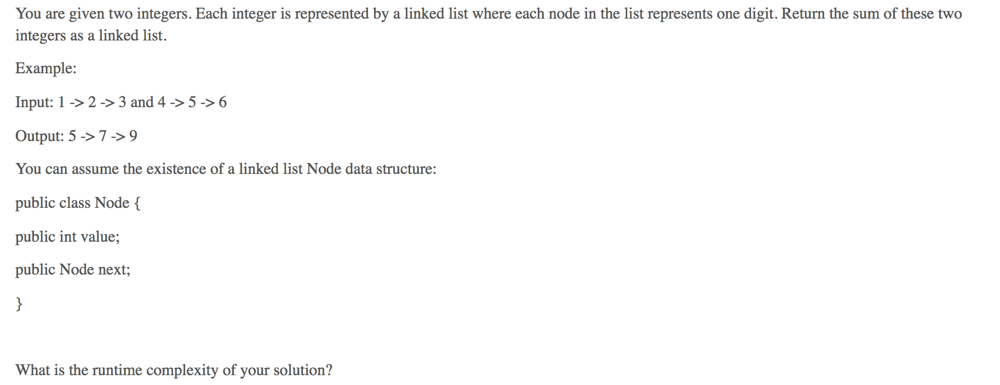 You are given two integers. Each integer is represented by a linked list where each node in the list represents one digit. Return the sum of these two
integers as a linked list.
Example:
Input: 1 -> 2 -> 3 and 4 -> 5 -> 6
Output: 5 -> 7 -> 9
You can assume the existence of a linked list Node data structure:
public class Node {
public int value;
public Node next;
}
What is the runtime complexity of your solution?